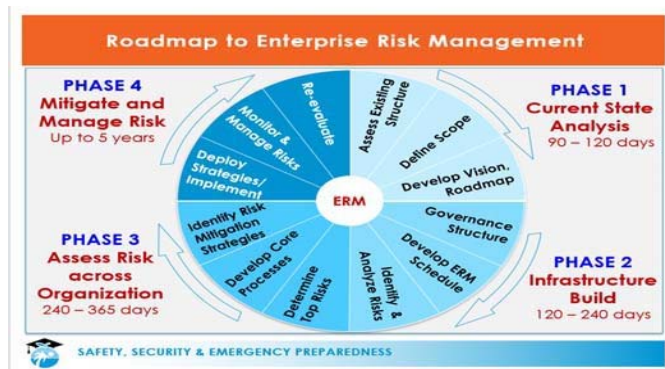 Roadmap to Enterprise Risk Management
PHASE 4
Mitigate and
Manage Risk
Up to 5 years
PHASE 1
Current State
Analysis
90 – 120 days
Assess Existing
Structure
Define Scope
Develop Vision,
Roadmap
Governance
Structure
Develop ERM
Schedule
Identify &
Analyze Risks
Determine
Top Risks
Develop Core
Processes
Identify Risk
Mitigation
Strategies
Deploy
Strategies/
Implement
Monitor &
Manage Risks
Re-evaluate
ERM
PHASE 3
Assess Risk
across
Organization
240 – 365 days
PHASE 2
Infrastructure
Build
120 – 240 days
SAFETY, SECURITY & EMERGENCY PREPAREDNESS